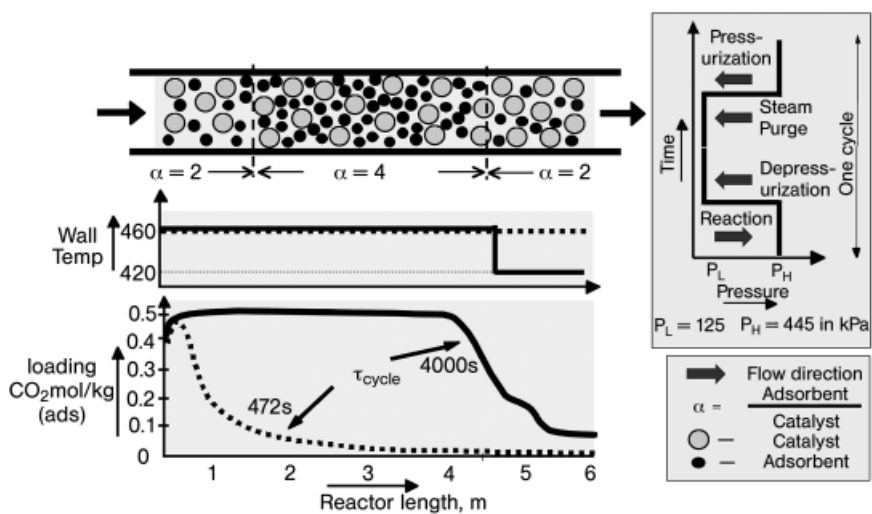 α = 2
α = 4
α = 2
Wall
Temp
460
420
loading
CO₂mol/kg
(ads)
0.5
0.4
0.3
0.2
0.1
0
472s
τcycle
4000s
1 2 3 4 5 6
Reactor length, m
Press-
urization
Steam
Purge
Depress-
urization
Reaction
Time
One cycle
PL PH
Pressure
PL = 125 PH = 445 in kPa
Flow direction
α = Adsorbent
Catalyst
– Catalyst
– Adsorbent